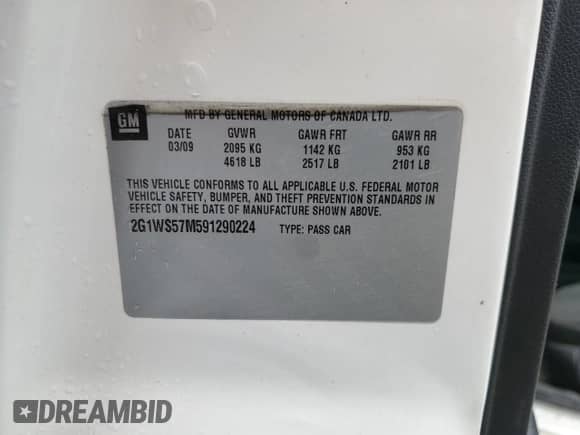 GM
MFD BY GENERAL MOTORS OF CANADA LTD.
DATE GVWR GAWR FRT GAWR RR
03/09 2095 KG 1142 KG 953 KG
4618 LB 2517 LB 2101 LB
THIS VEHICLE CONFORMS TO ALL APPLICABLE U.S. FEDERAL MOTOR
VEHICLE SAFETY, BUMPER, AND THEFT PREVENTION STANDARDS IN
EFFECT ON THE DATE OF MANUFACTURE SHOWN ABOVE.
2G1WS57M591290224 TYPE: PASS CAR
DREAMBID